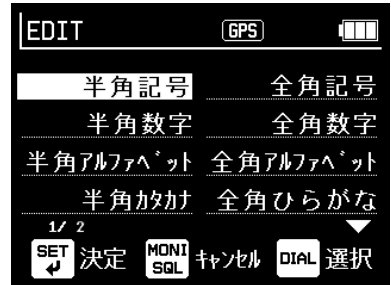 EDIT GPS
半角記号 全角記号
半角数字 全角数字
半角ｱﾙﾌｧﾍﾞｯﾄ 全角ｱﾙﾌｧﾍﾞｯﾄ
半角ｶﾀｶﾅ 全角ひらがな
1/ 2
SET 決定 MONI SQL ｷｬﾝｾﾙ DIAL 選択